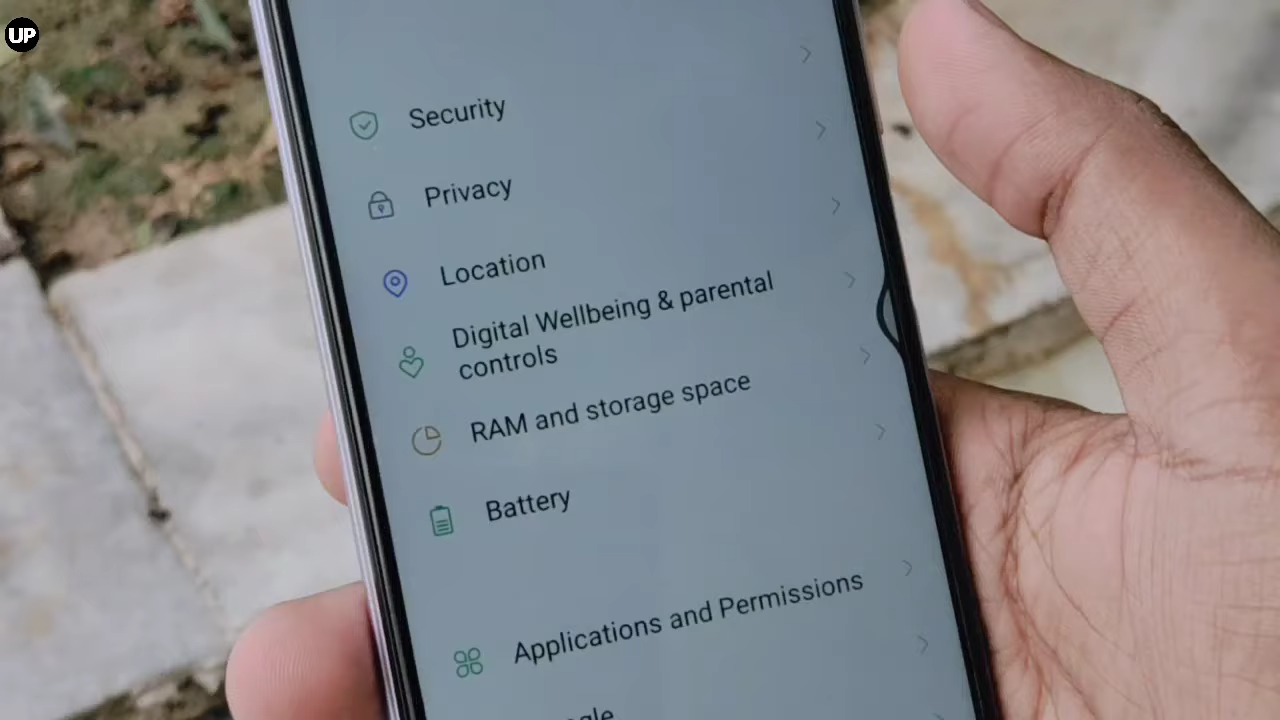 UP
Security
Privacy
Location
Digital Wellbeing & parental
controls
RAM and storage space
Battery
Applications and Permissions